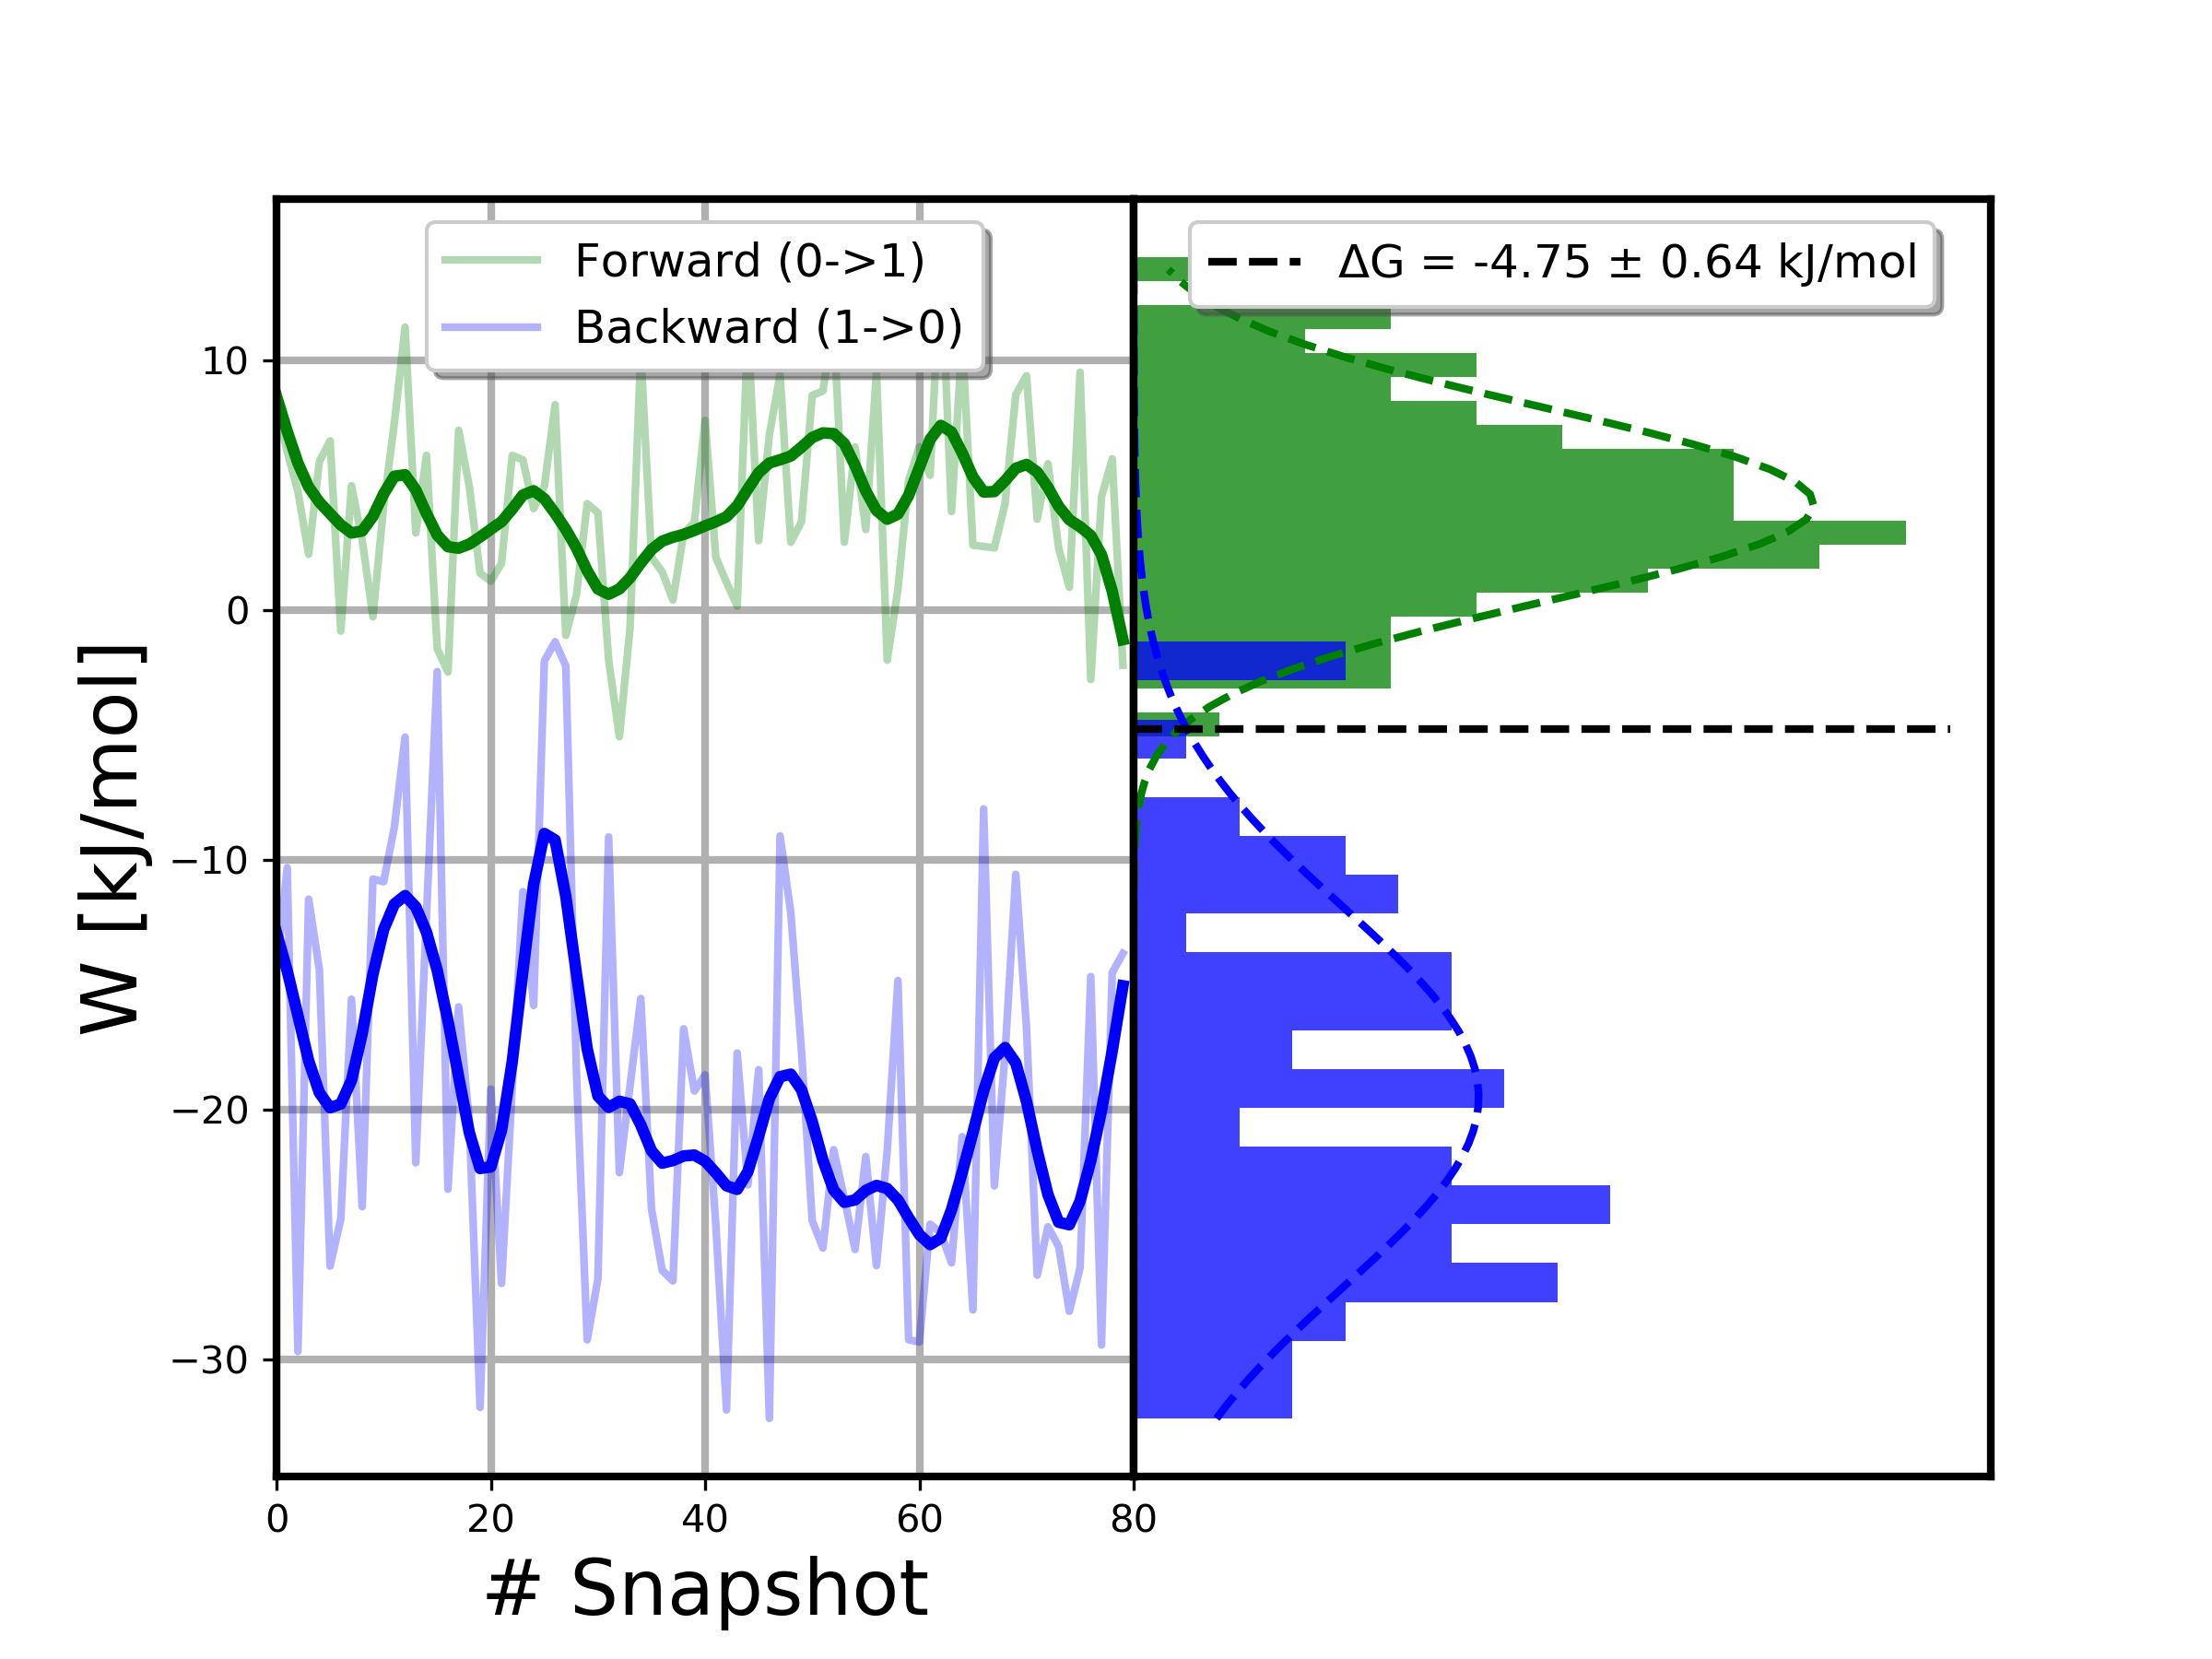 Forward (0->1)
Backward (1->0)
ΔG = -4.75 ± 0.64 kJ/mol
W [kJ/mol]
10
0
−10
−20
−30
0 20 40 60 80
# Snapshot